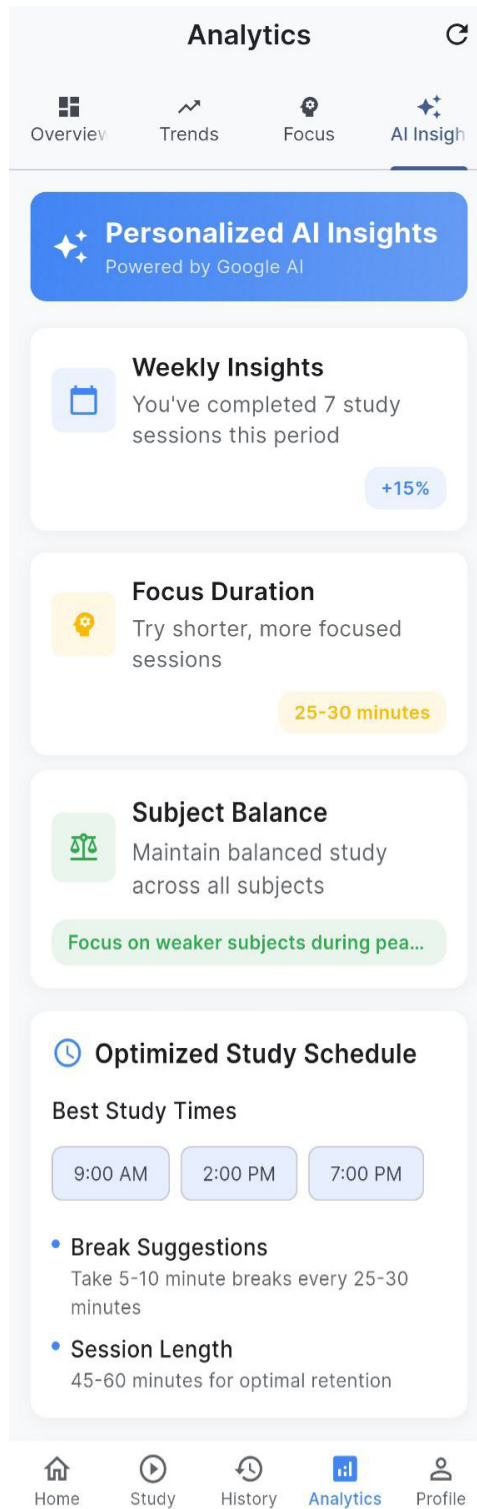 Analytics
Overview Trends Focus AI Insigh
Personalized AI Insights
Powered by Google AI
Weekly Insights
You've completed 7 study
sessions this period
+15%
Focus Duration
Try shorter, more focused
sessions
25-30 minutes
Subject Balance
Maintain balanced study
across all subjects
Focus on weaker subjects during pea...
Optimized Study Schedule
Best Study Times
9:00 AM 2:00 PM 7:00 PM
Break Suggestions
Take 5-10 minute breaks every 25-30
minutes
Session Length
45-60 minutes for optimal retention
Home Study History Analytics Profile